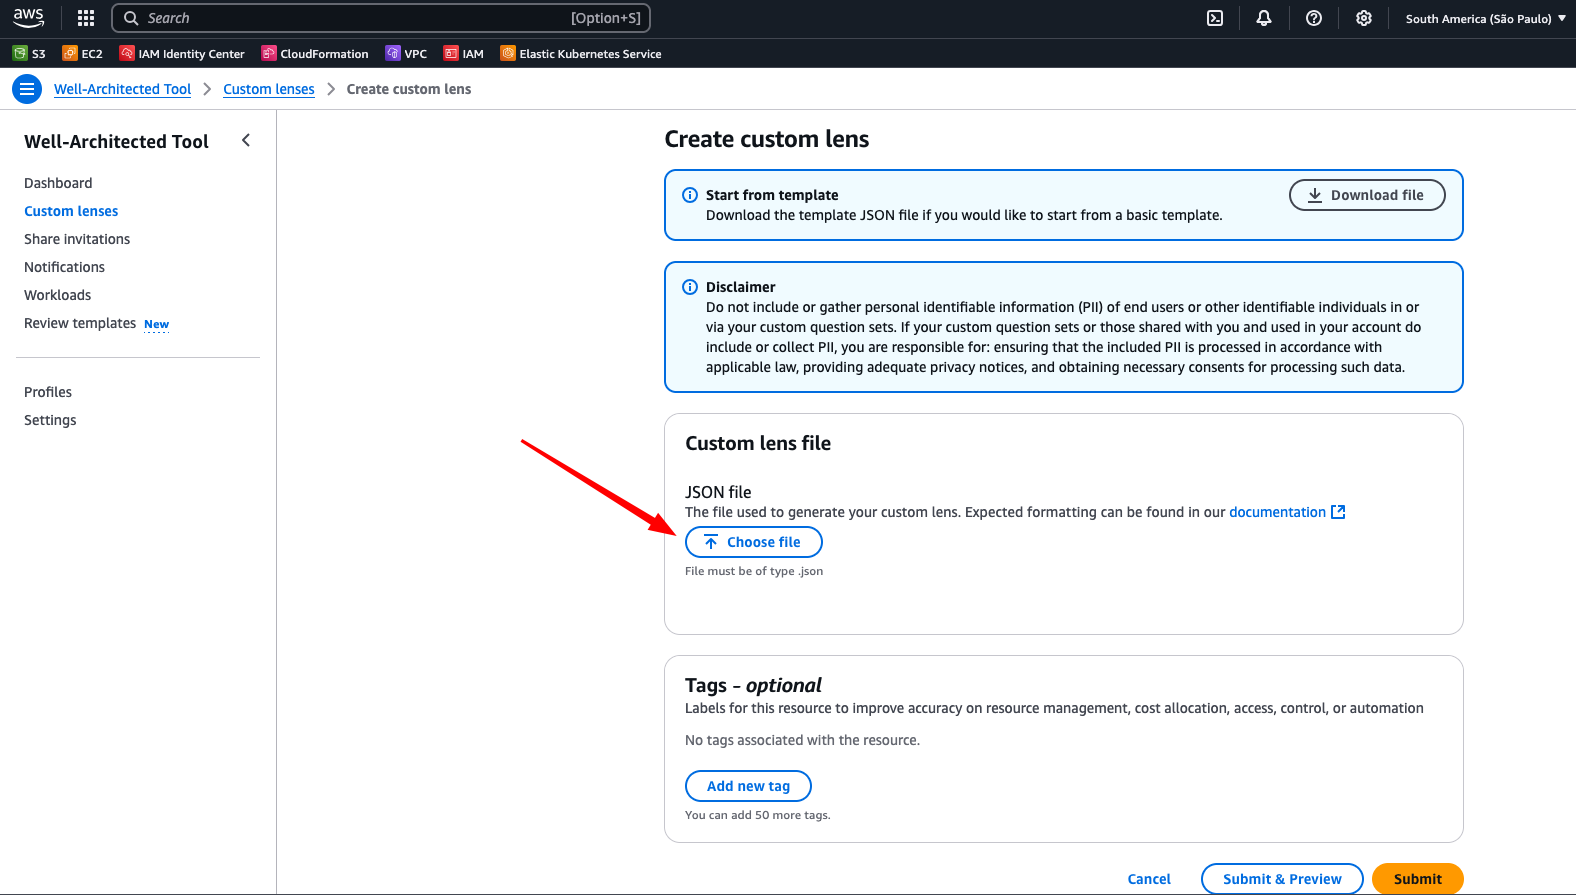 aws
Search [Option+S] South America (São Paulo)
S3 EC2 IAM Identity Center CloudFormation VPC IAM Elastic Kubernetes Service
Well-Architected Tool Custom lenses Create custom lens
Well-Architected Tool
Dashboard
Custom lenses
Share invitations
Notifications
Workloads
Review templates New
Profiles
Settings
Create custom lens
Start from template
Download the template JSON file if you would like to start from a basic template.
Download file
Disclaimer
Do not include or gather personal identifiable information (PII) of end users or other identifiable individuals in or
via your custom question sets. If your custom question sets or those shared with you and used in your account do
include or collect PII, you are responsible for: ensuring that the included PII is processed in accordance with
applicable law, providing adequate privacy notices, and obtaining necessary consents for processing such data.
Custom lens file
JSON file
The file used to generate your custom lens. Expected formatting can be found in our documentation
Choose file
File must be of type .json
Tags - optional
Labels for this resource to improve accuracy on resource management, cost allocation, access, control, or automation
No tags associated with the resource.
Add new tag
You can add 50 more tags.
Cancel Submit & Preview Submit